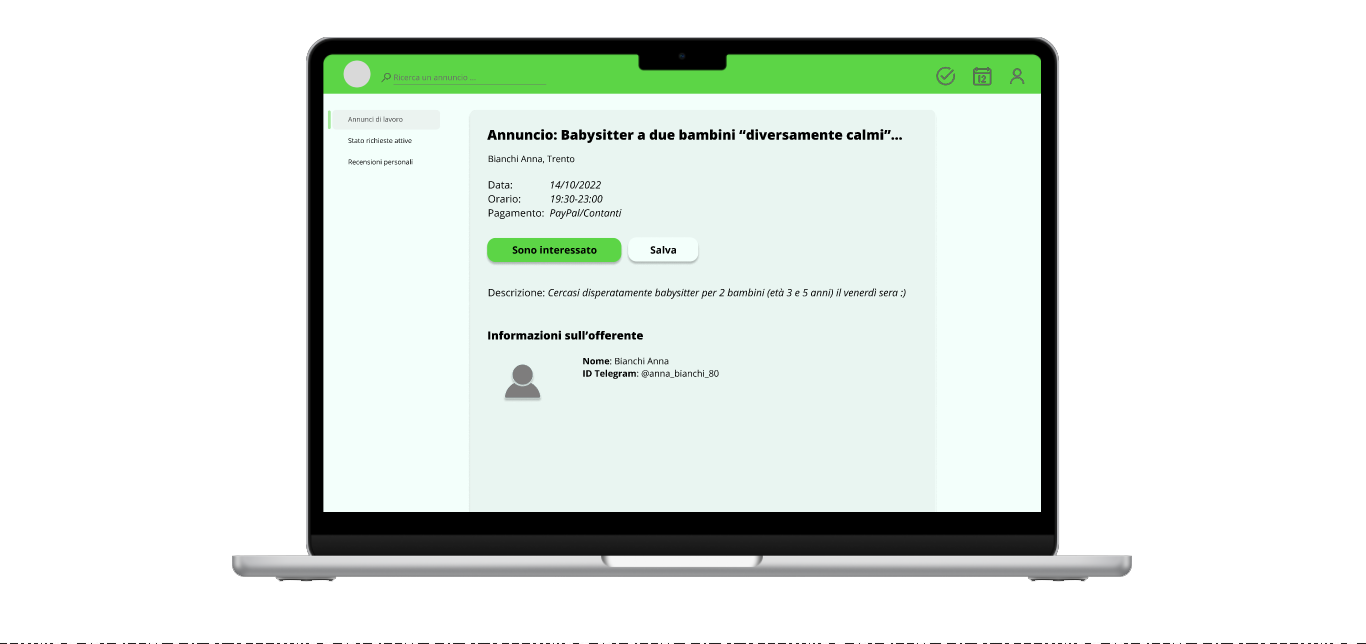 Ricerca un annuncio ...
12
Annunci di lavoro
Stato richieste attive
Recensioni personali
Annuncio: Babysitter a due bambini “diversamente calmi”...
Bianchi Anna, Trento
Data: 14/10/2022
Orario: 19:30-23:00
Pagamento: PayPal/Contanti
Sono interessato Salva
Descrizione: Cercasi disperatamente babysitter per 2 bambini (età 3 e 5 anni) il venerdì sera :)
Informazioni sull’offerente
Nome: Bianchi Anna
ID Telegram: @anna_bianchi_80